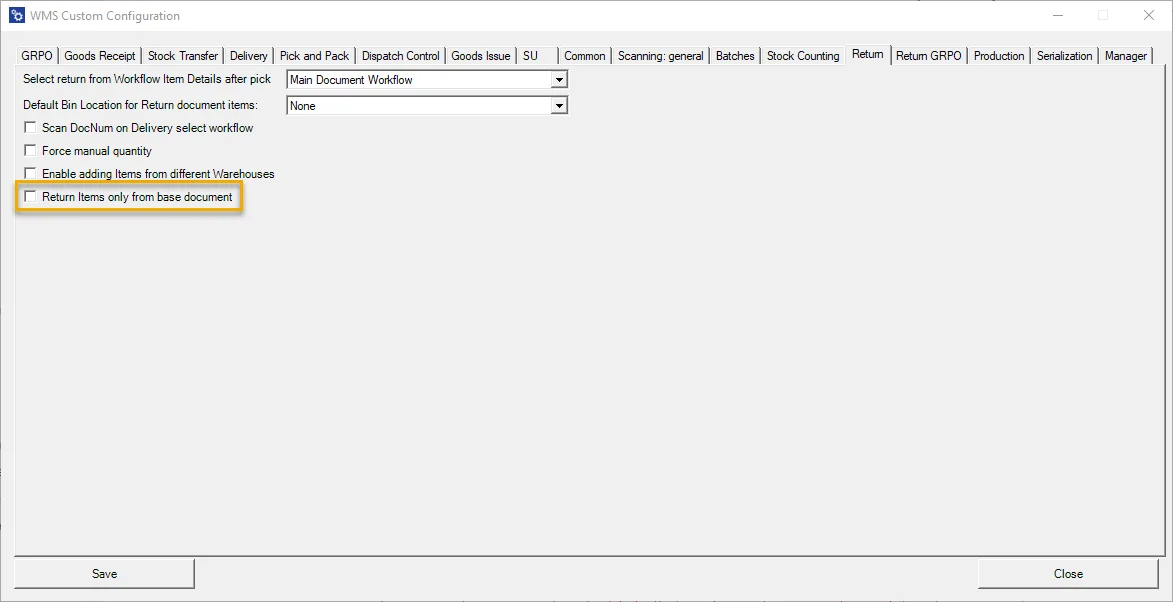 WMS Custom Configuration
GRPO Goods Receipt Stock Transfer Delivery Pick and Pack Dispatch Control Goods Issue SU Common Scanning: general Batches Stock Counting Return Return GRPO Production Serialization Manager
Select return from Workflow Item Details after pick Main Document Workflow
Default Bin Location for Return document items: None
Scan DocNum on Delivery select workflow
Force manual quantity
Enable adding Items from different Warehouses
Return Items only from base document
Save Close